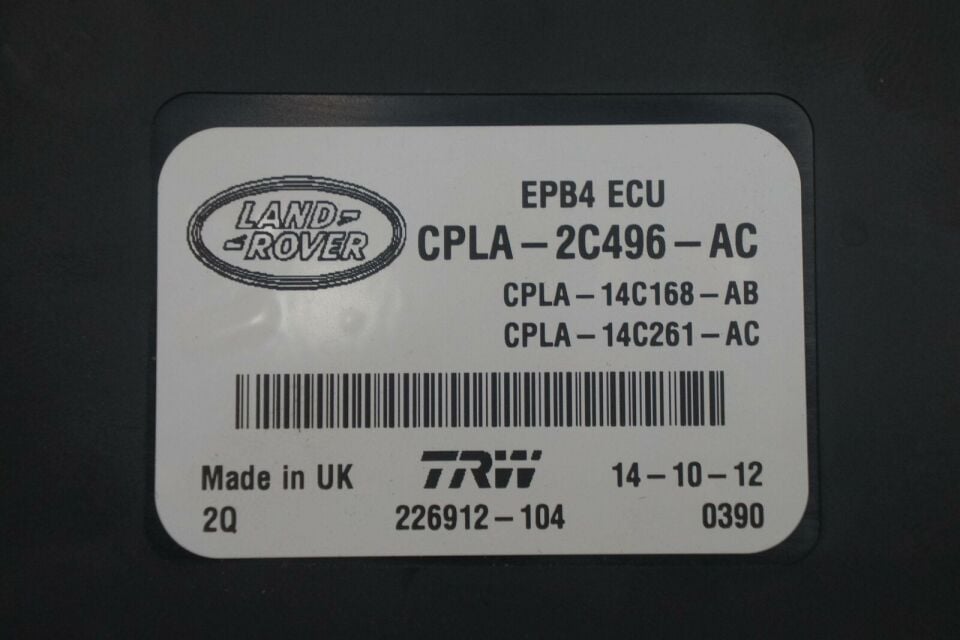 LAND-
-ROVER
EPB4 ECU
CPLA-2C496-AC
CPLA-14C168-AB
CPLA-14C261-AC
Made in UK TRW 14-10-12
2Q 226912-104 0390